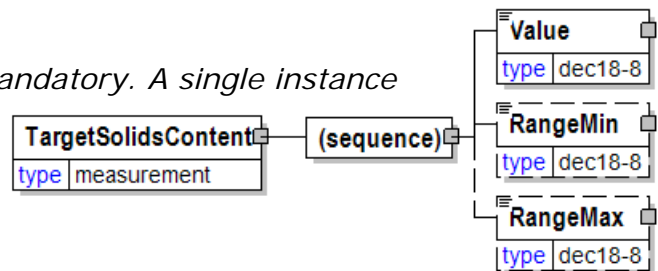 Value
type dec18-8
andatory. A single instance
RangeMin
type dec18-8
TargetSolidsContent
type measurement
(sequence)
RangeMax
type dec18-8